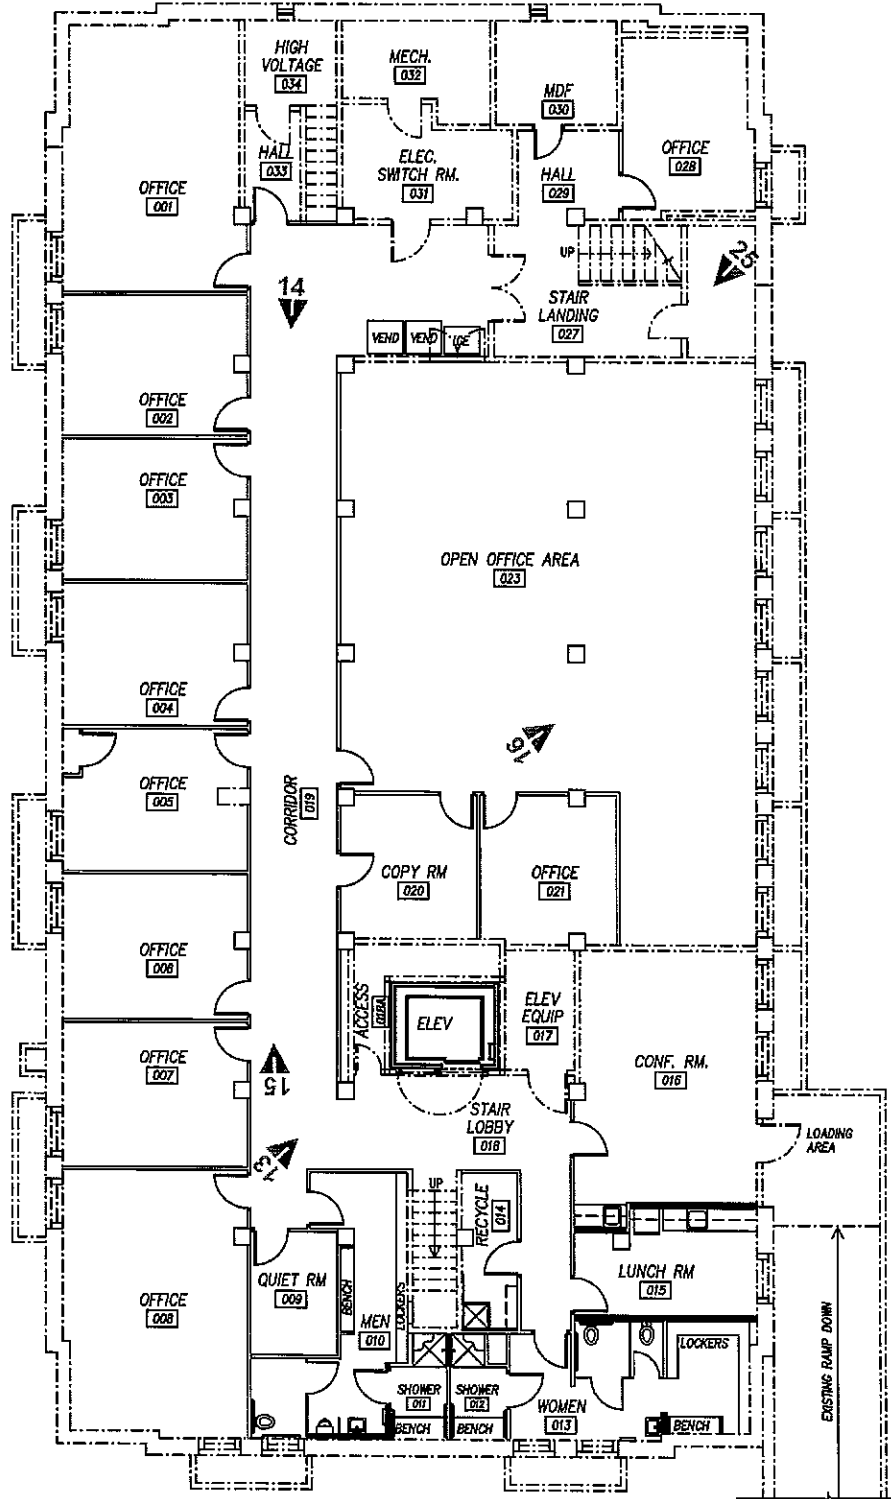 HIGH
VOLTAGE
034
MECH.
032
MDF
030
OFFICE
028
HALL
033
ELEC.
SWITCH RM.
031
HALL
029
OFFICE
001
UP
25
14
STAIR
LANDING
027
VEND
VEND
ICE
OFFICE
002
OFFICE
003
OPEN OFFICE AREA
023
OFFICE
004
16
OFFICE
005
CORRIDOR
019
COPY RM
020
OFFICE
021
OFFICE
006
ACCESS
018A
ELEV
ELEV
EQUIP
017
OFFICE
007
CONF. RM.
016
15
STAIR
LOBBY
018
LOADING
AREA
13
UP
RECYCLE
014
QUIET RM
009
BENCH
MEN
010
LOCKERS
LUNCH RM
015
OFFICE
008
EXISTING RAMP DOWN
LOCKERS
SHOWER
011
SHOWER
012
WOMEN
013
BENCH
BENCH
BENCH